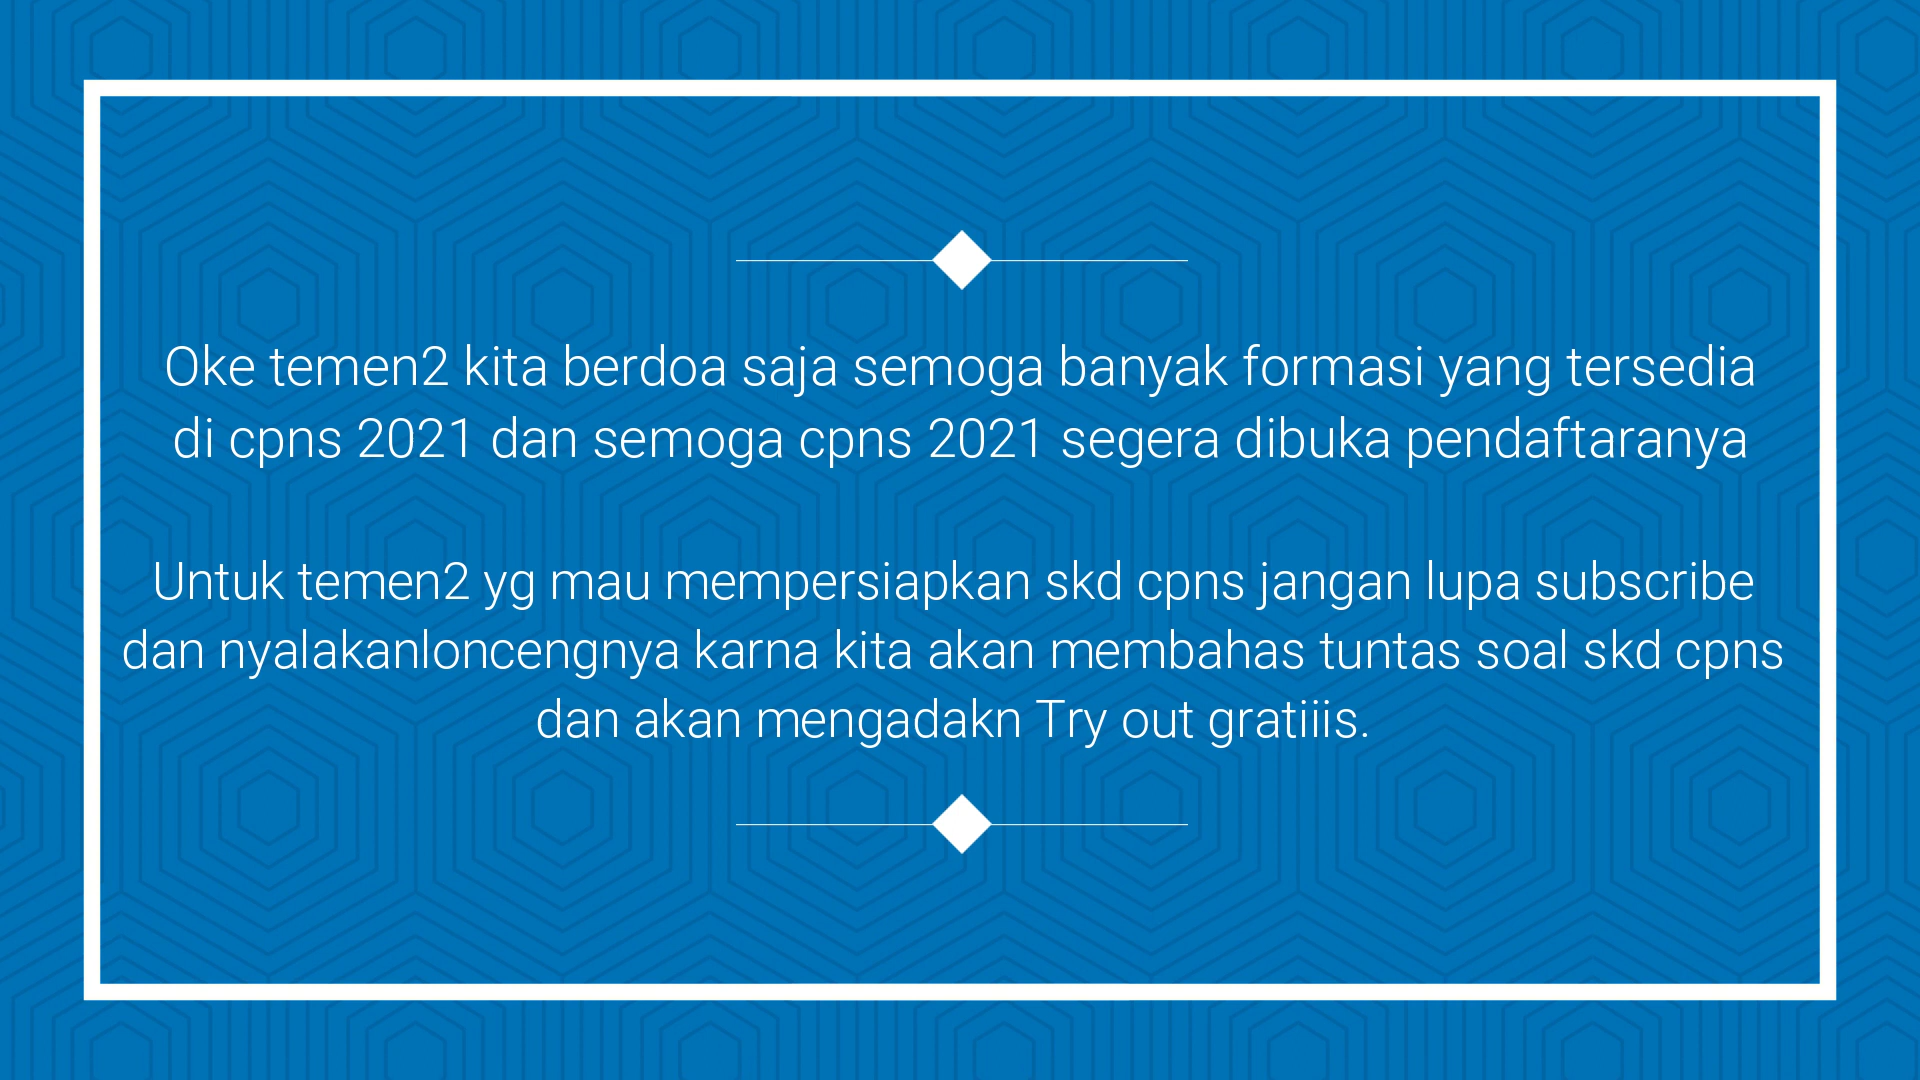 Oke temen2 kita berdoa saja semoga banyak formasi yang tersedia
di cpns 2021 dan semoga cpns 2021 segera dibuka pendaftaranya
Untuk temen2 yg mau mempersiapkan skd cpns jangan lupa subscribe
dan nyalakanloncengnya karna kita akan membahas tuntas soal skd cpns
dan akan mengadakn Try out gratiiis.